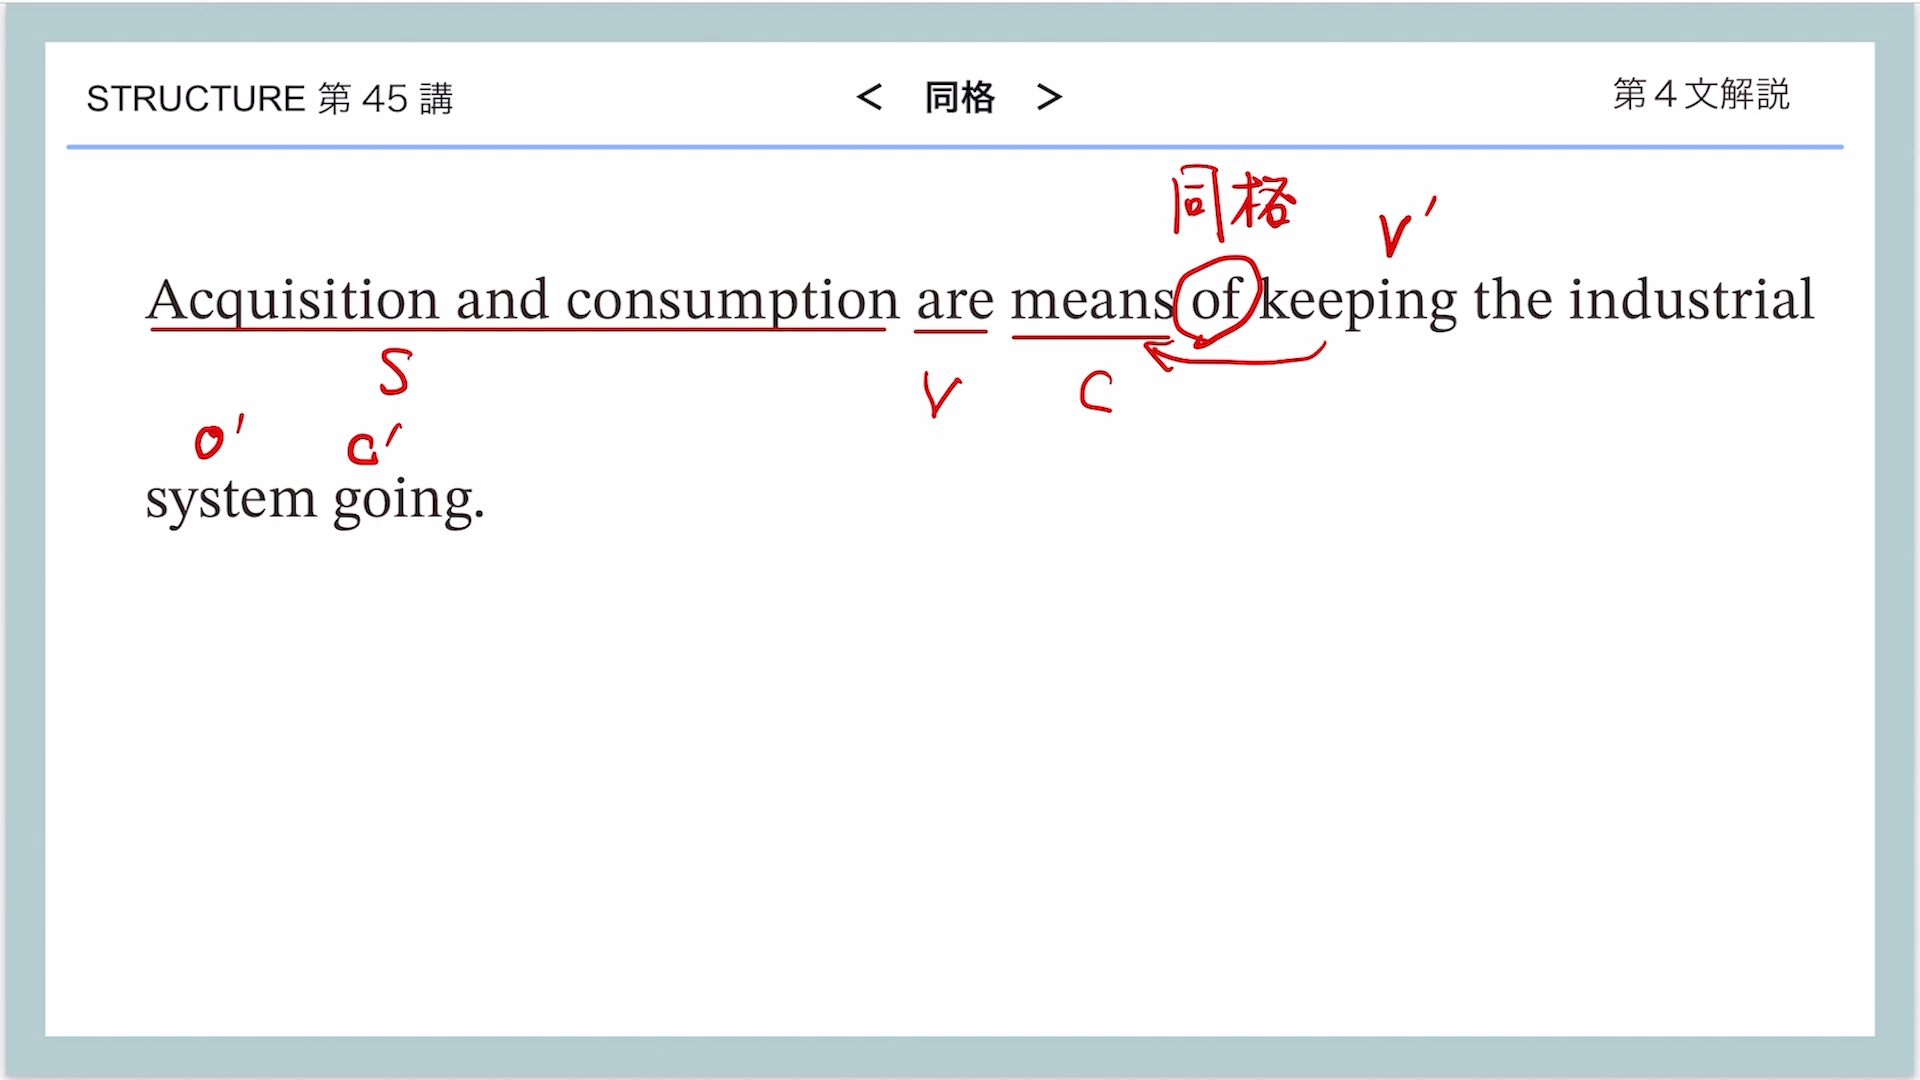 STRUCTURE 第 45 講 < 同格 > 第４文解説
同格 V′
Acquisition and consumption are means of keeping the industrial
S V C
O′ C′
system going.